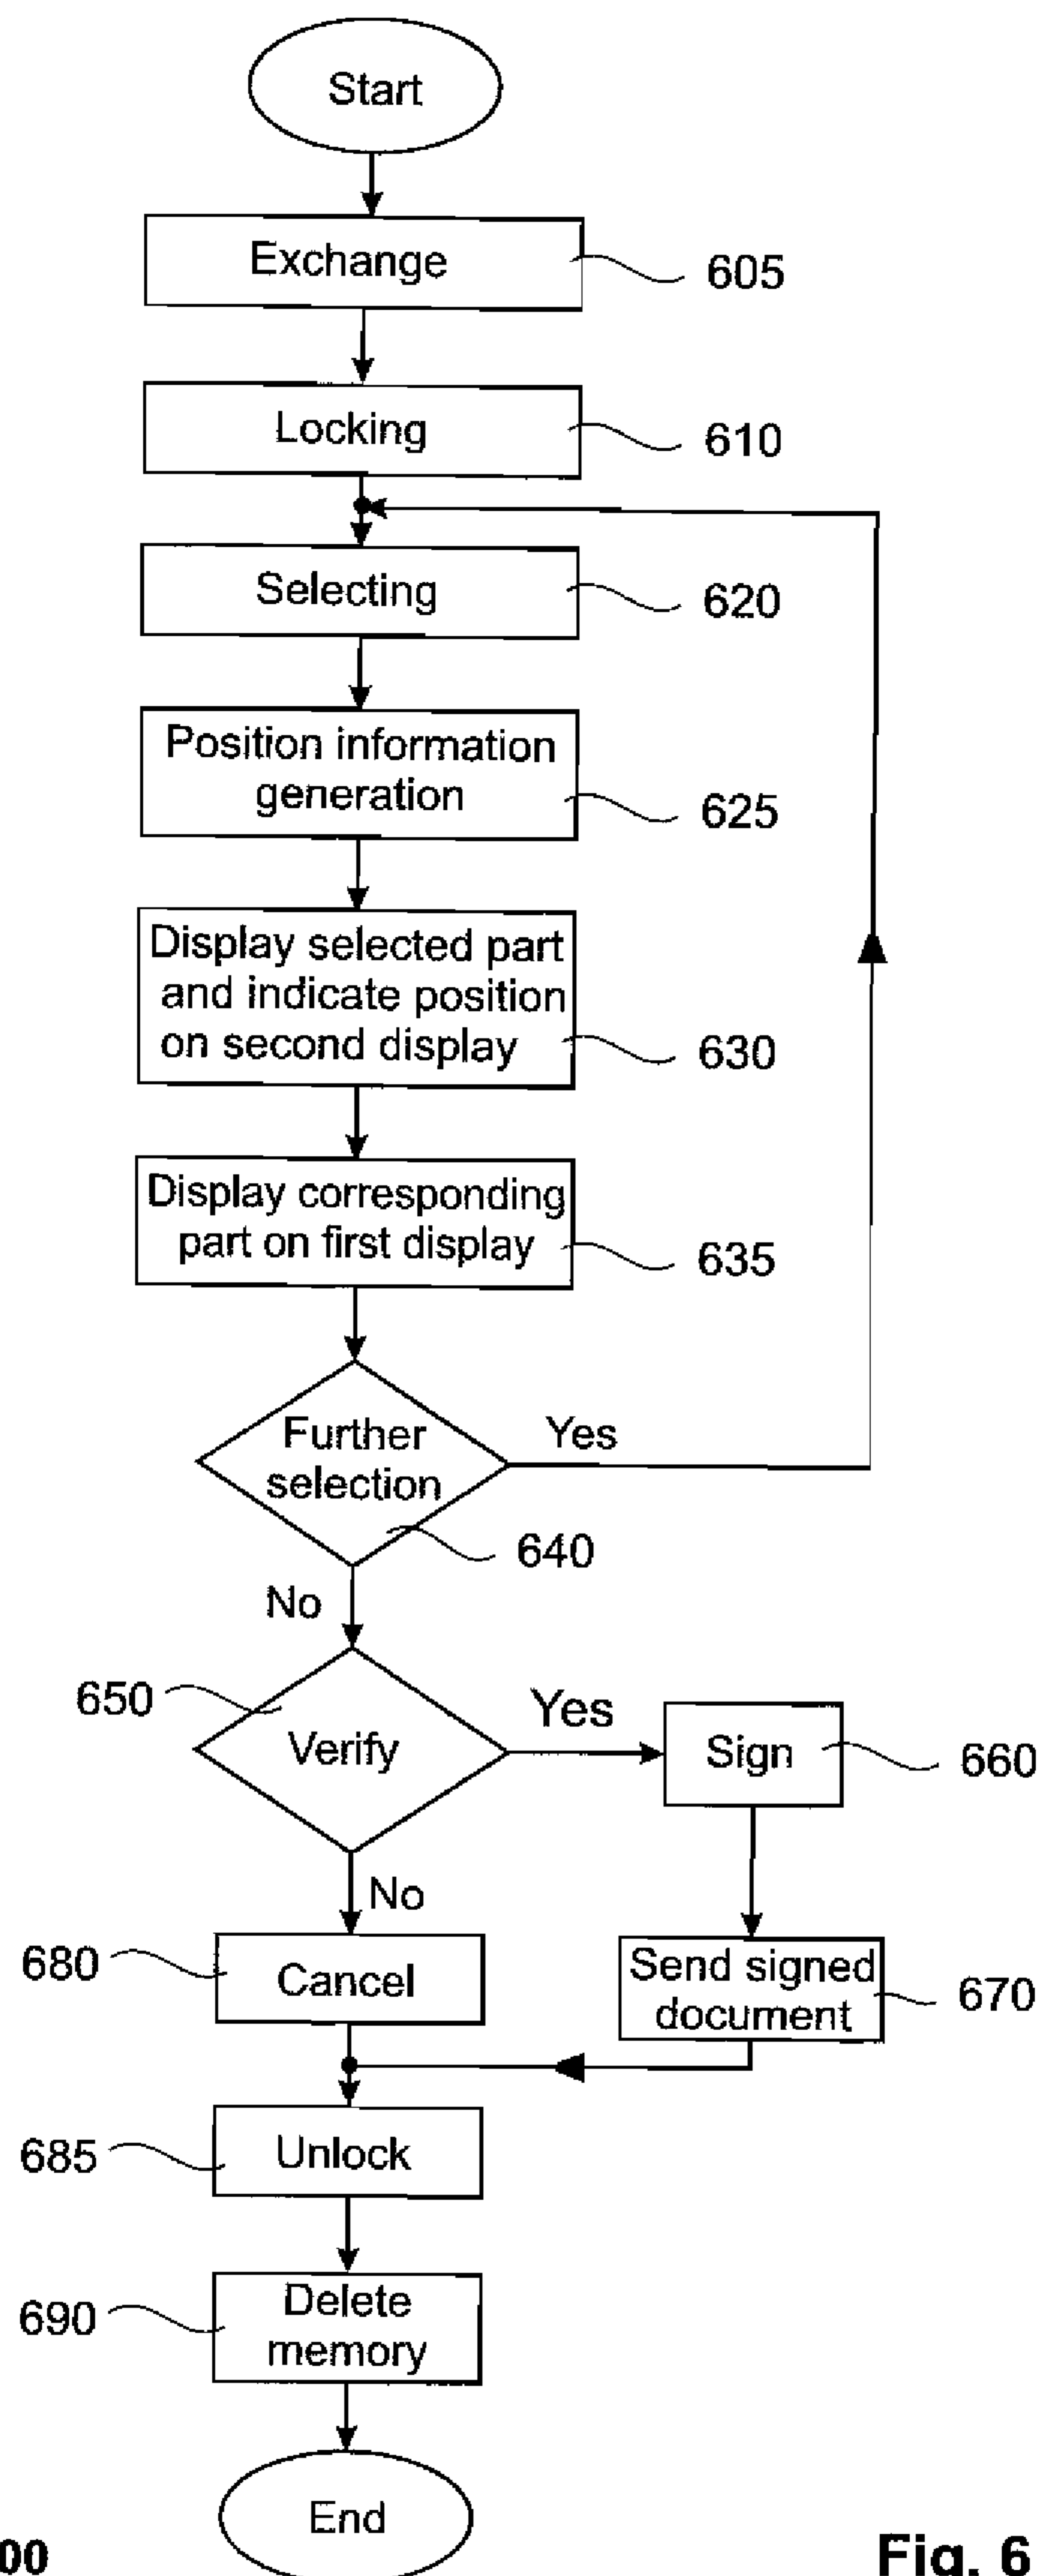 Start
Exchange
605
Locking
610
Selecting
620
Position information
generation
625
Display selected part
and indicate position
on second display
630
Display corresponding
part on first display
635
Further
selection
Yes
640
No
650
Verify
Yes
Sign
660
No
680
Cancel
Send signed
document
670
685
Unlock
690
Delete
memory
End
00
Fig. 6